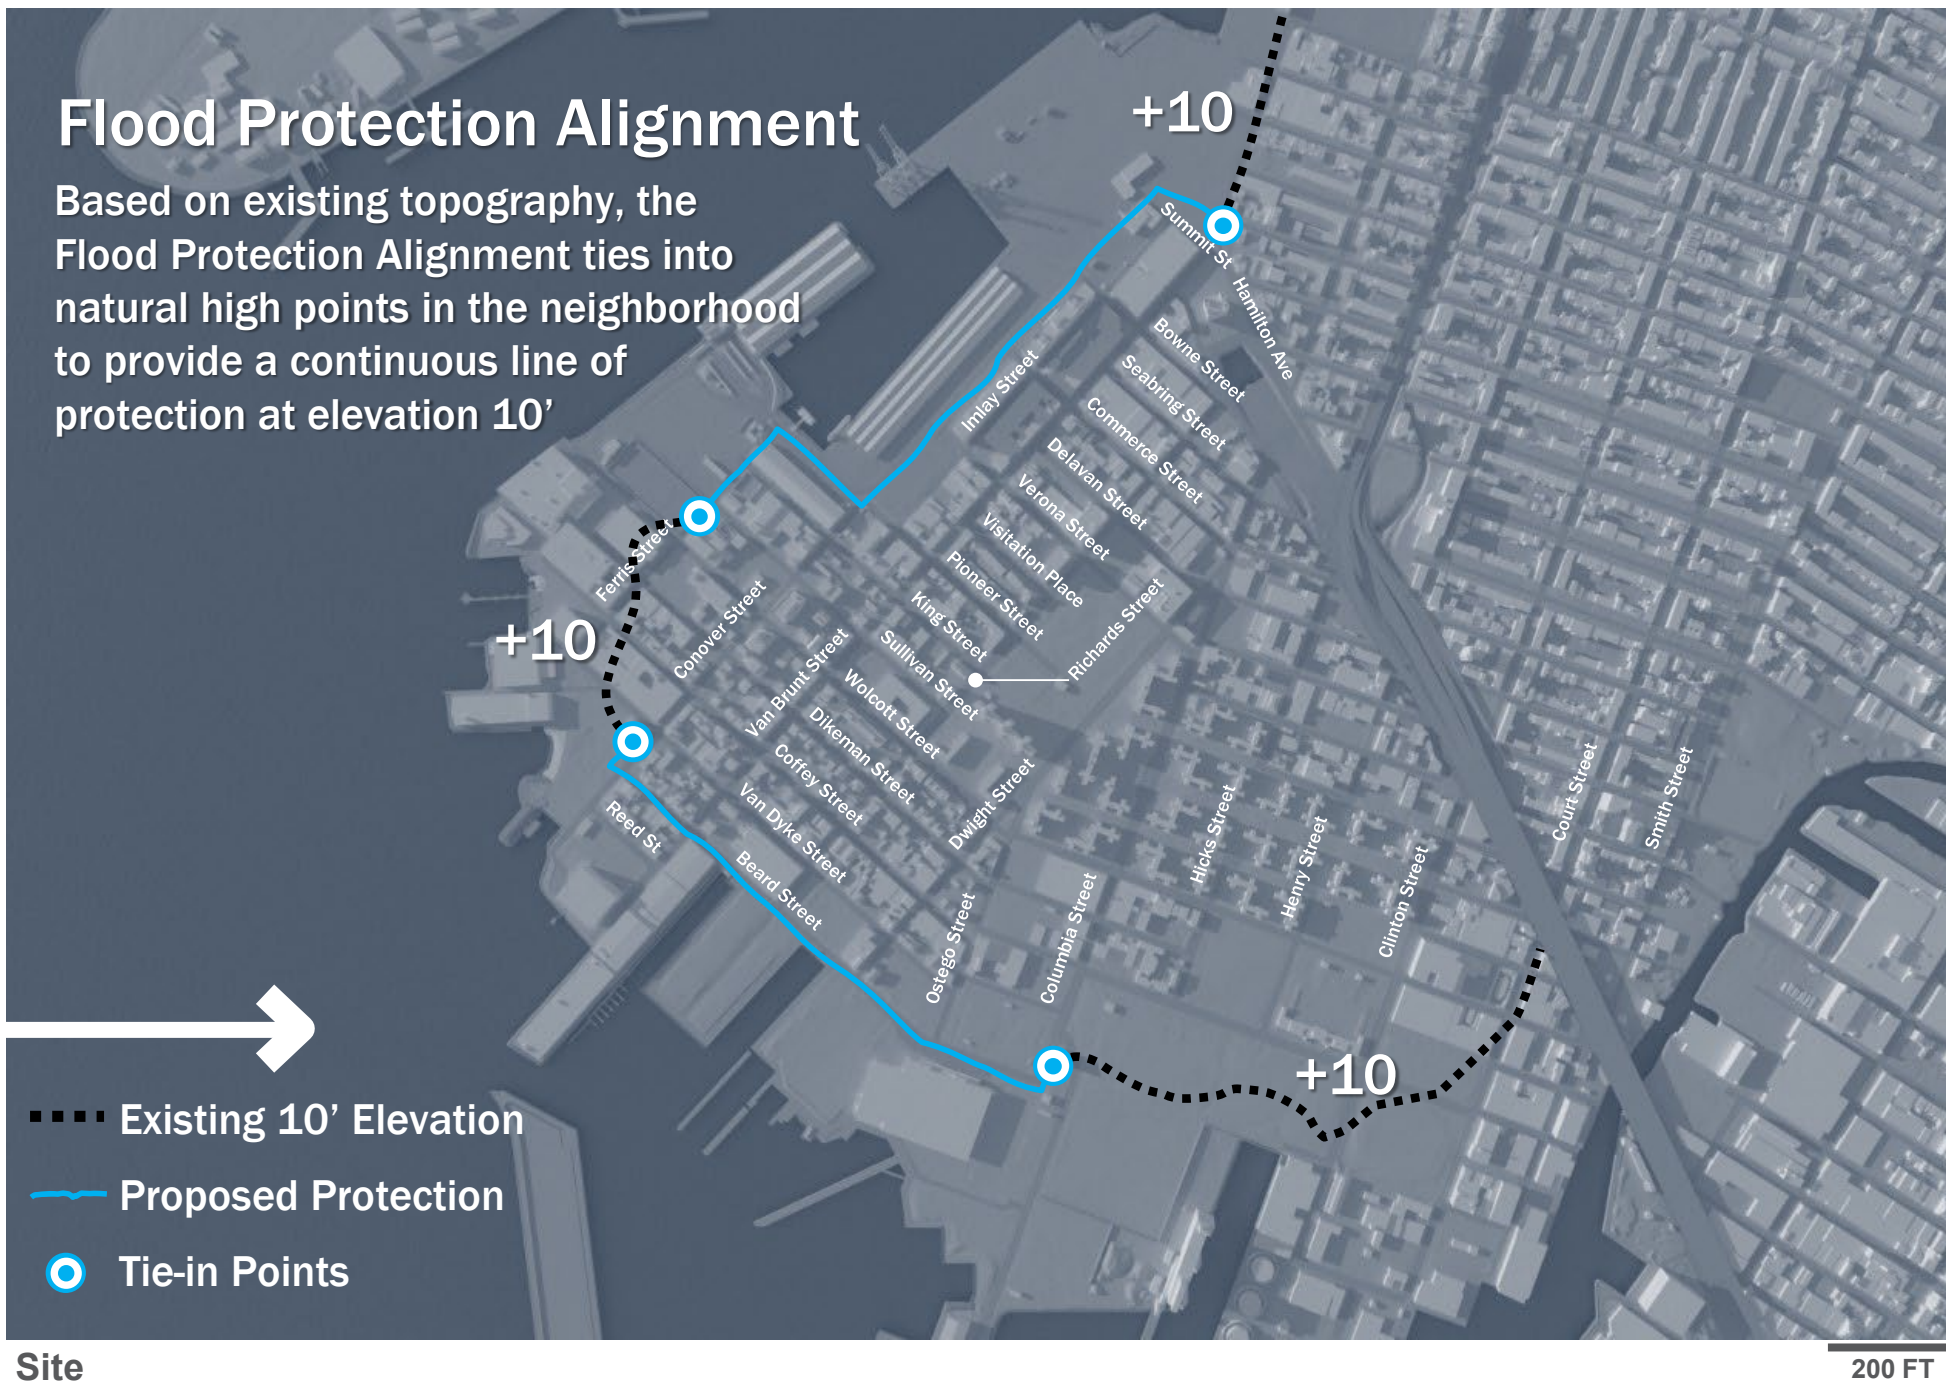 Flood Protection Alignment
Based on existing topography, the
Flood Protection Alignment ties into
natural high points in the neighborhood
to provide a continuous line of
protection at elevation 10’
+10
Summit St
Hamilton Ave
Bowne Street
Seabring Street
Imlay Street
Commerce Street
Delavan Street
Verona Street
Visitation Place
Pioneer Street
King Street
Richards Street
Ferris Street
+10
Conover Street
Sullivan Street
Van Brunt Street
Wolcott Street
Dikeman Street
Coffey Street
Van Dyke Street
Dwight Street
Reed St
Beard Street
Ostego Street
Columbia Street
Hicks Street
Henry Street
Clinton Street
Court Street
Smith Street
+10
Existing 10’ Elevation
Proposed Protection
Tie-in Points
Site
200 FT